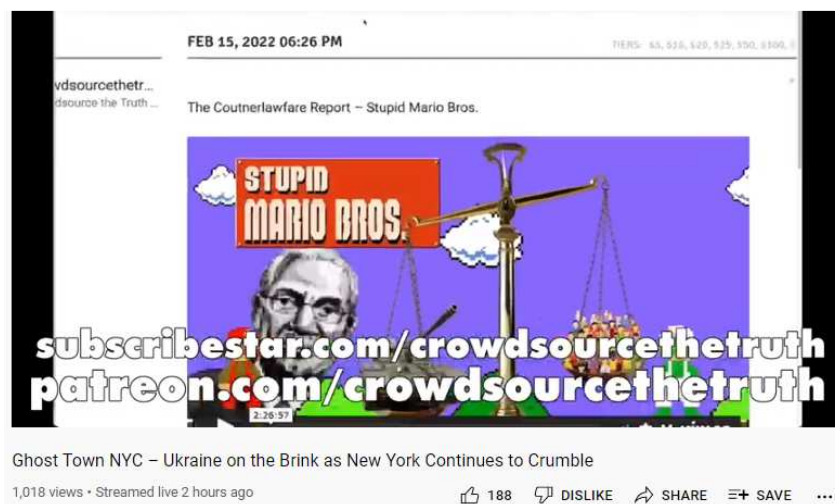 FEB 15, 2022 06:26 PM
TIERS: $5, $10, $20, $25, $50, $100,
vdsourcethetr...
dsource the Truth ...
The Coutnerlawfare Report – Stupid Mario Bros.
STUPID
MARIO BROS.
subscribestar.com/crowdsourcethetruth
patreon.com/crowdsourcethetruth
2:26:57
Ghost Town NYC – Ukraine on the Brink as New York Continues to Crumble
1,018 views • Streamed live 2 hours ago
188 DISLIKE SHARE SAVE ...